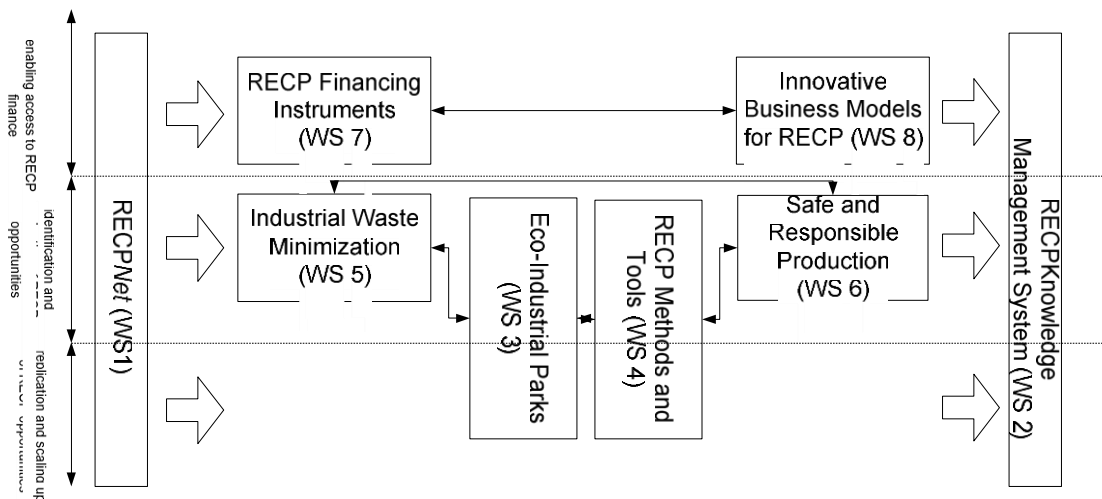 enabling access to RECP
finance
identification and
opportunities
replication and scaling up
RECPNet (WS1)
RECP Financing
Instruments
(WS 7)
Innovative
Business Models
for RECP (WS 8)
Industrial Waste
Minimization
(WS 5)
Eco-Industrial Parks
(WS 3)
RECP Methods and
Tools (WS 4)
Safe and
Responsible
Production
(WS 6)
RECPKnowledge
Management System (WS 2)